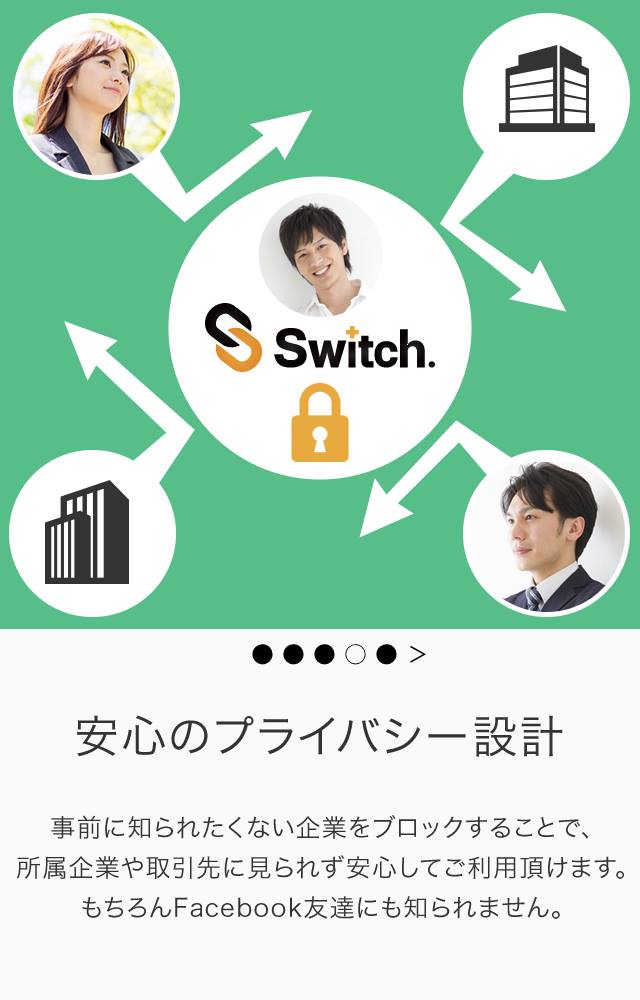 Switch.
安心のプライバシー設計
事前に知られたくない企業をブロックすることで、
所属企業や取引先に見られず安心してご利用頂けます。
もちろんFacebook友達にも知られません。